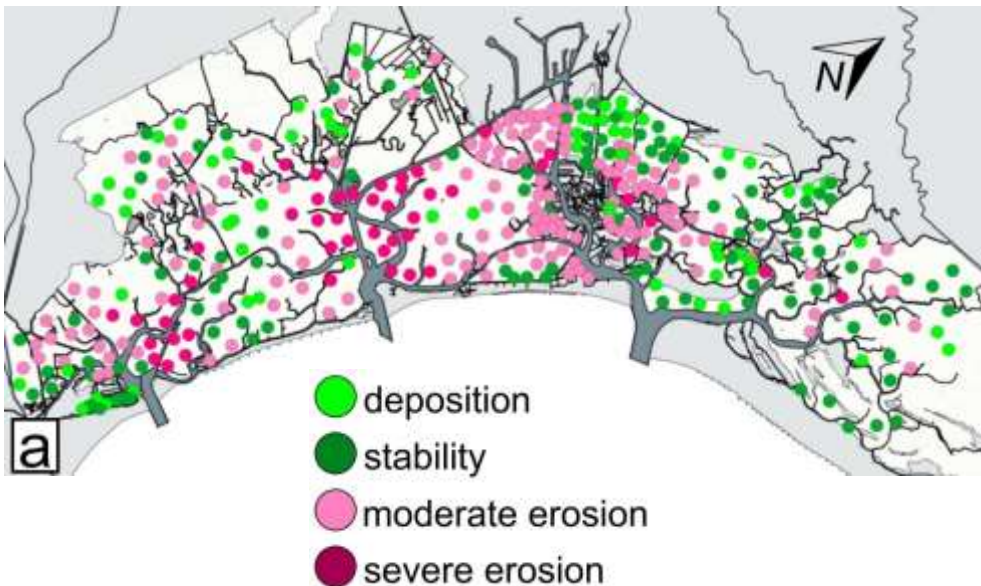 N
a
deposition
stability
moderate erosion
severe erosion